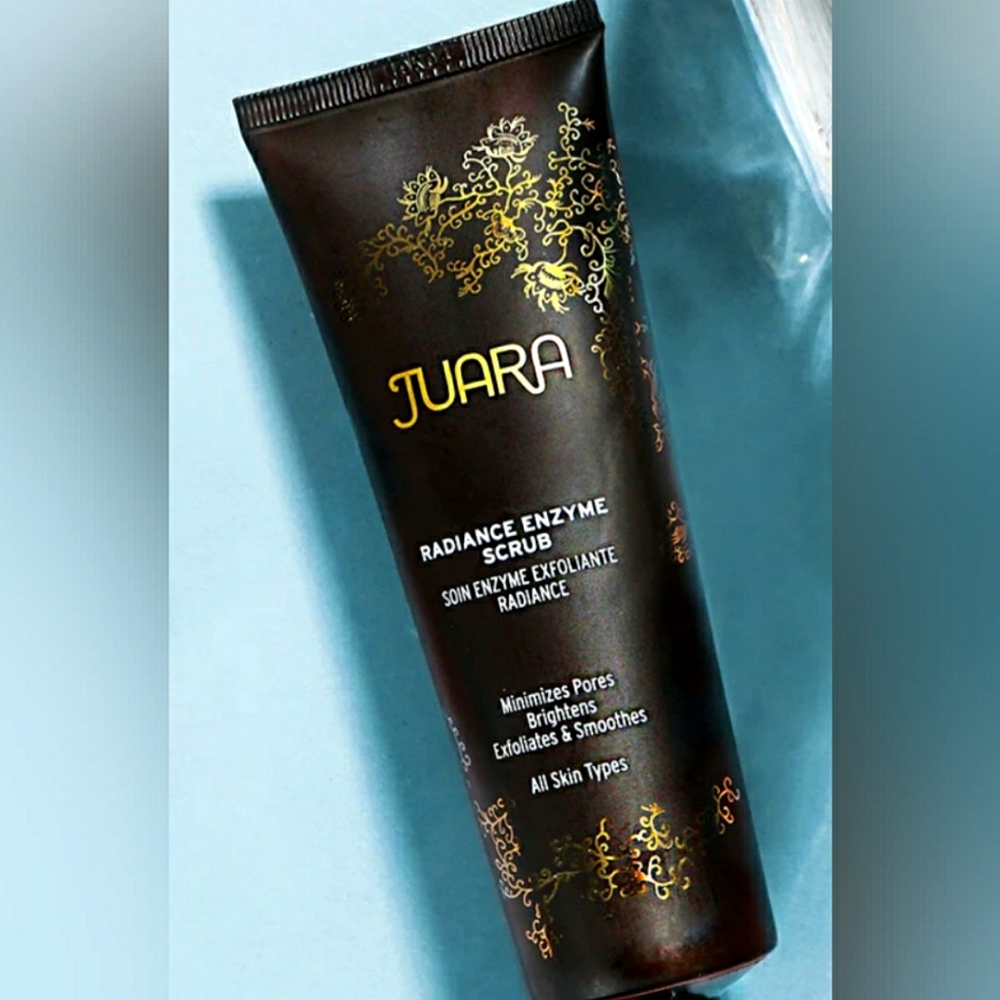 JUARA
RADIANCE ENZYME
SCRUB
SOIN ENZYME EXFOLIANTE
RADIANCE
Minimizes Pores
Brightens
Exfoliates & Smoothes
All Skin Types